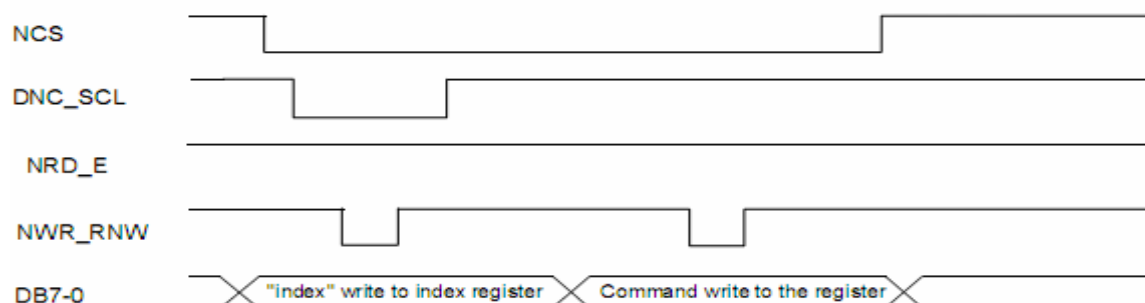 NCS
DNC_SCL
NRD_E
NWR_RNW
DB7-0 "index" write to index register Command write to the register